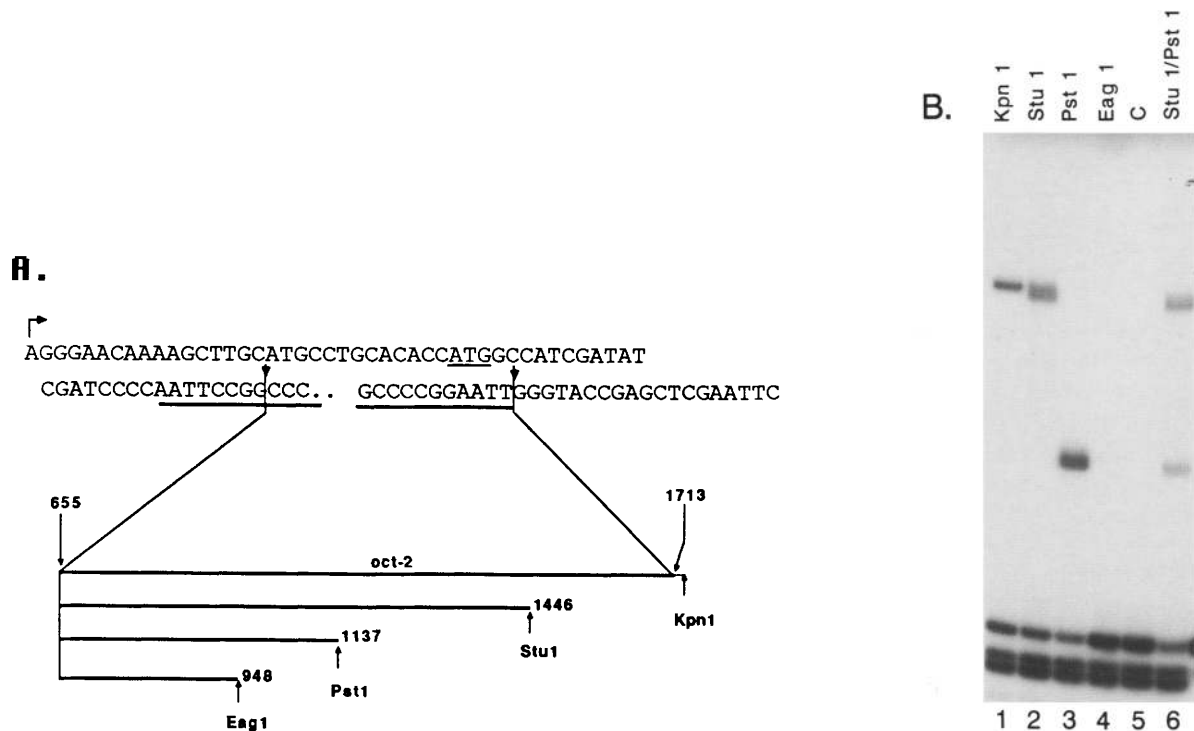 A.
AGGGAACAAAAGCTTGCATGCCTGCACACCATGGCCATCGATAT
CGATCCCCAATTCCGGCCC.. GCCCCGGAATTGGGTACCGAGCTCGAATTC
655
1713
oct-2
Kpn1
1446
Stu1
1137
Pst1
948
Eag1
B.
Kpn 1
Stu 1
Pst 1
Eag 1
C
Stu 1/Pst 1
1 2 3 4 5 6